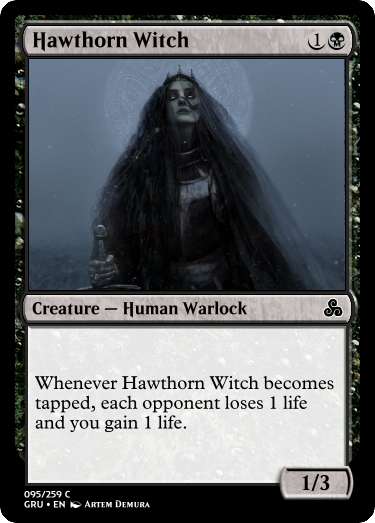 Hawthorn Witch 1
Creature — Human Warlock
Whenever Hawthorn Witch becomes
tapped, each opponent loses 1 life
and you gain 1 life.
1/3
095/259 C
GRU • EN Artem Demura